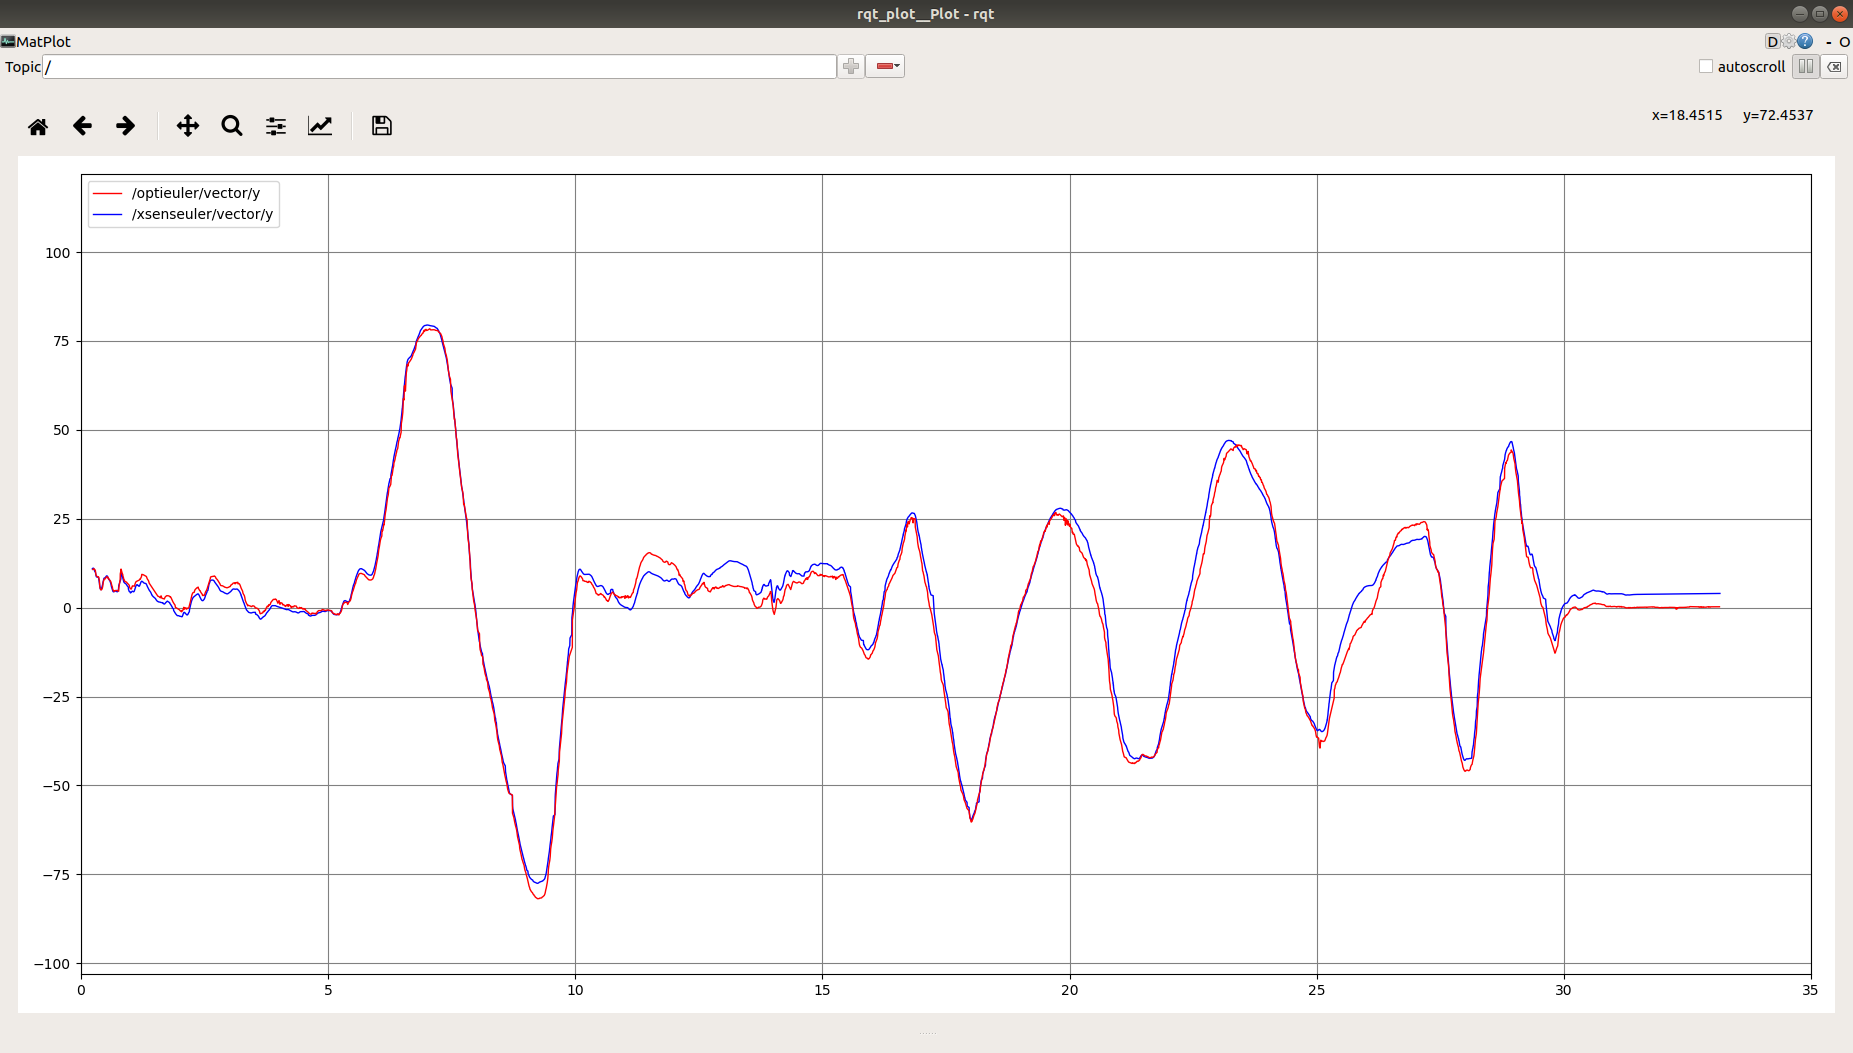 rqt_plot__Plot - rqt
MatPlot
D ? - O
Topic /
autoscroll
x=18.4515 y=72.4537
/optieuler/vector/y
/xsenseuler/vector/y
100
75
50
25
0
−25
−50
−75
−100
0 5 10 15 20 25 30 35